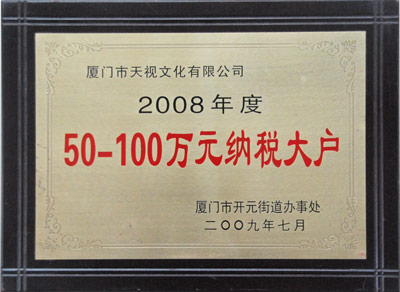 厦门市天视文化有限公司
2008年度
50-100万元纳税大户
厦门市开元街道办事处
二〇〇九年七月